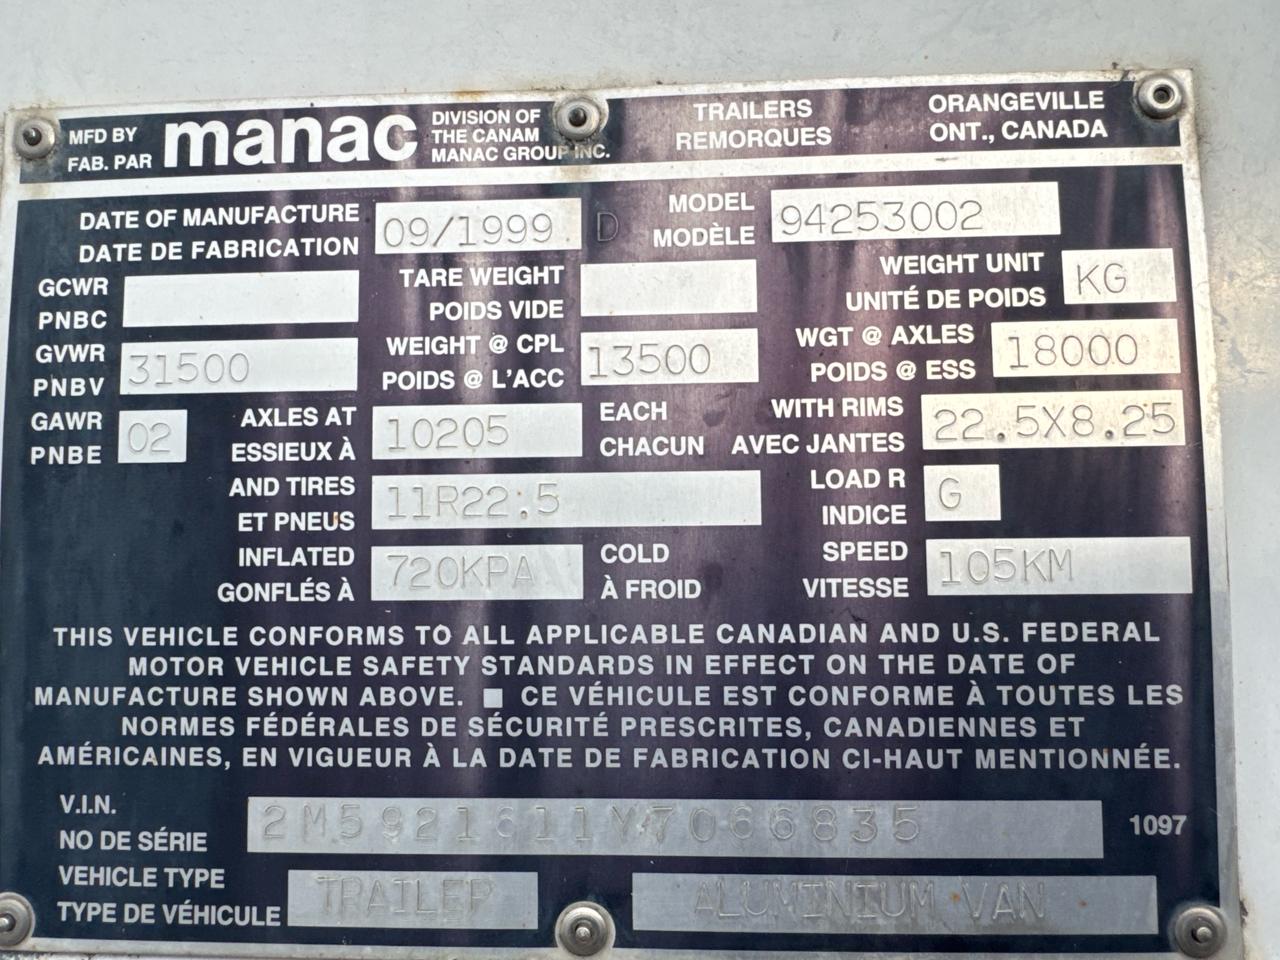 MFD BY
FAB. PAR
manac
DIVISION OF
THE CANAM
MANAC GROUP INC.
TRAILERS
REMORQUES
ORANGEVILLE
ONT., CANADA
DATE OF MANUFACTURE
DATE DE FABRICATION
09/1999 D
MODEL
MODÈLE
94253002
GCWR
PNBC
TARE WEIGHT
POIDS VIDE
WEIGHT UNIT
UNITÉ DE POIDS
KG
GVWR
PNBV
31500
WEIGHT @ CPL
POIDS @ L'ACC
13500
WGT @ AXLES
POIDS @ ESS
18000
GAWR
PNBE
02
AXLES AT
ESSIEUX À
10205
EACH
CHACUN
WITH RIMS
AVEC JANTES
22.5X8.25
AND TIRES
ET PNEUS
11R22.5
LOAD R
INDICE
G
INFLATED
GONFLÉS À
720KPA
COLD
À FROID
SPEED
VITESSE
105KM
THIS VEHICLE CONFORMS TO ALL APPLICABLE CANADIAN AND U.S. FEDERAL
MOTOR VEHICLE SAFETY STANDARDS IN EFFECT ON THE DATE OF
MANUFACTURE SHOWN ABOVE. ■ CE VÉHICULE EST CONFORME À TOUTES LES
NORMES FÉDÉRALES DE SÉCURITÉ PRESCRITES, CANADIENNES ET
AMÉRICAINES, EN VIGUEUR À LA DATE DE FABRICATION CI-HAUT MENTIONNÉE.
V.I.N.
NO DE SÉRIE
2M5921611Y7066835
1097
VEHICLE TYPE
TYPE DE VÉHICULE
TRAILER
ALUMINIUM VAN